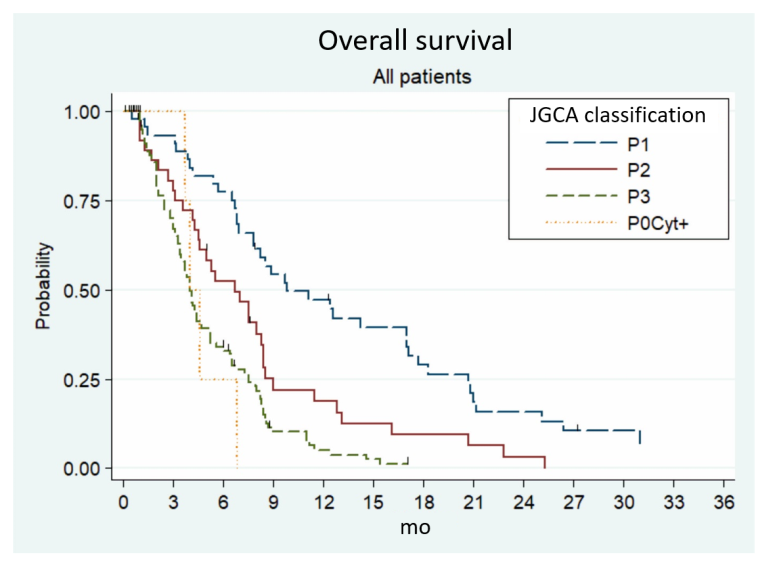 Overall survival
All patients
JGCA classification
P1
P2
P3
P0Cyt+
Probability
1.00
0.75
0.50
0.25
0.00
0 3 6 9 12 15 18 21 24 27 30 33 36
mo